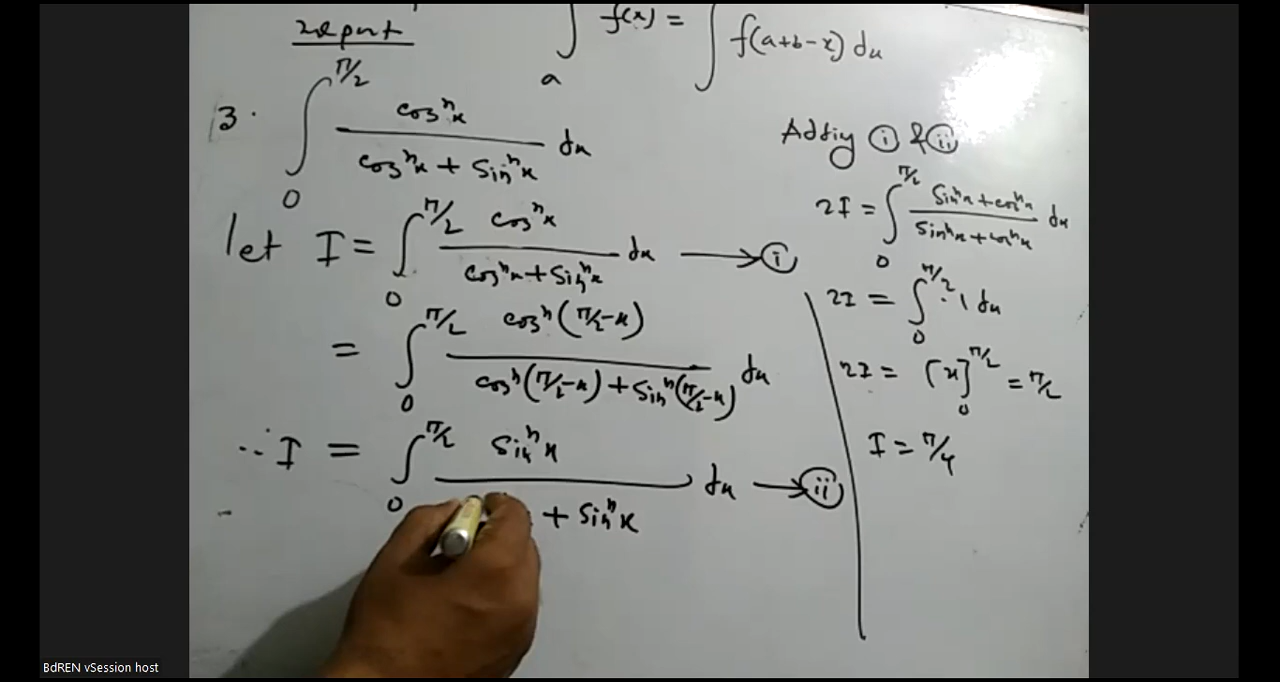 ∫ f(x) = ∫ f(a+b-x) dx
a
3. ∫₀^(π/2) cosⁿx / (cosⁿx + sinⁿx) dx
let I = ∫₀^(π/2) cosⁿx / (cosⁿx + sinⁿx) dx → (i)
= ∫₀^(π/2) cosⁿ(π/2-x) / (cosⁿ(π/2-x) + sinⁿ(π/2-x)) dx
∴ I = ∫₀^(π/2) sinⁿx / + sinⁿx dx → (ii)
Adding (i) & (ii)
2I = ∫₀^(π/2) (sinⁿx + cosⁿx) / (sinⁿx + cosⁿx) dx
2I = ∫₀^(π/2) · 1 dx
2I = [x]₀^(π/2) = π/2
I = π/4
BdREN vSession host